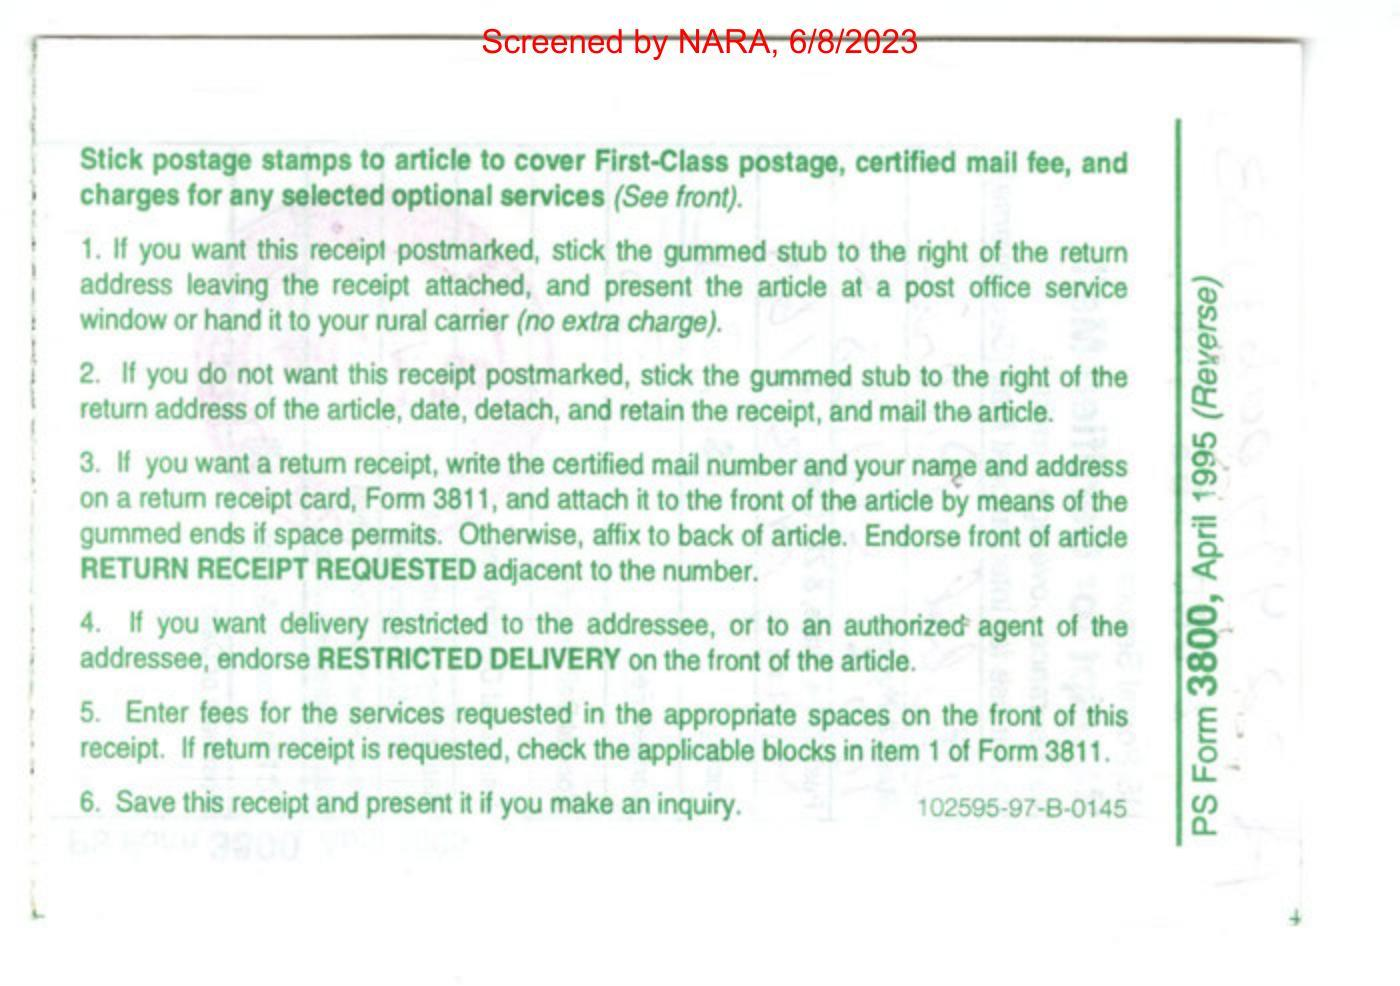 Screened by NARA, 6/8/2023
Stick postage stamps to article to cover First-Class postage, certified mail fee, and
charges for any selected optional services (See front).
1. If you want this receipt postmarked, stick the gummed stub to the right of the return
address leaving the receipt attached, and present the article at a post office service
window or hand it to your rural carrier (no extra charge).
2. If you do not want this receipt postmarked, stick the gummed stub to the right of the
return address of the article, date, detach, and retain the receipt, and mail the article.
3. If you want a return receipt, write the certified mail number and your name and address
on a return receipt card, Form 3811, and attach it to the front of the article by means of the
gummed ends if space permits. Otherwise, affix to back of article. Endorse front of article
RETURN RECEIPT REQUESTED adjacent to the number.
4. If you want delivery restricted to the addressee, or to an authorized agent of the
addressee, endorse RESTRICTED DELIVERY on the front of the article.
5. Enter fees for the services requested in the appropriate spaces on the front of this
receipt. If return receipt is requested, check the applicable blocks in item 1 of Form 3811.
6. Save this receipt and present it if you make an inquiry. 102595-97-B-0145
PS Form 3800, April 1995 (Reverse)